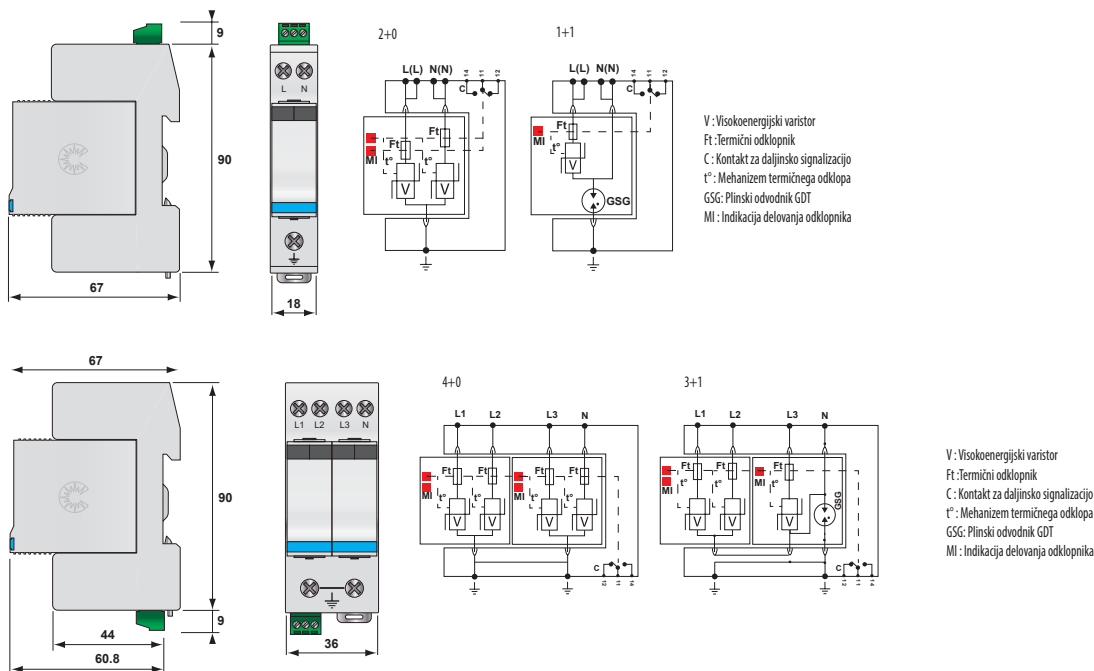 9
90
67
L N
18
2+0
L(L) N(N)
14 11 12
C
Ft
Ft
MI
t°
t°
V
V
1+1
L(L) N(N)
14 11 12
C
Ft
MI
t°
V
GSG
V : Visokoenergijski varistor
Ft :Termični odklopnik
C : Kontakt za daljinsko signalizacijo
t° : Mehanizem termičnega odklopa
GSG: Plinski odvodnik GDT
MI : Indikacija delovanja odklopnika
67
90
9
44
60.8
L1 L2 L3 N
36
4+0
L1 L2 L3 N
Ft Ft
MI t° t°
V V
Ft Ft
MI t° t°
V V
C
12 11 14
3+1
L1 L2 L3 N
Ft Ft
MI t° t°
V V
Ft
MI t°
V
GSG
C
12 11 14
V : Visokoenergijski varistor
Ft :Termični odklopnik
C : Kontakt za daljinsko signalizacijo
t° : Mehanizem termičnega odklopa
GSG: Plinski odvodnik GDT
MI : Indikacija delovanja odklopnika